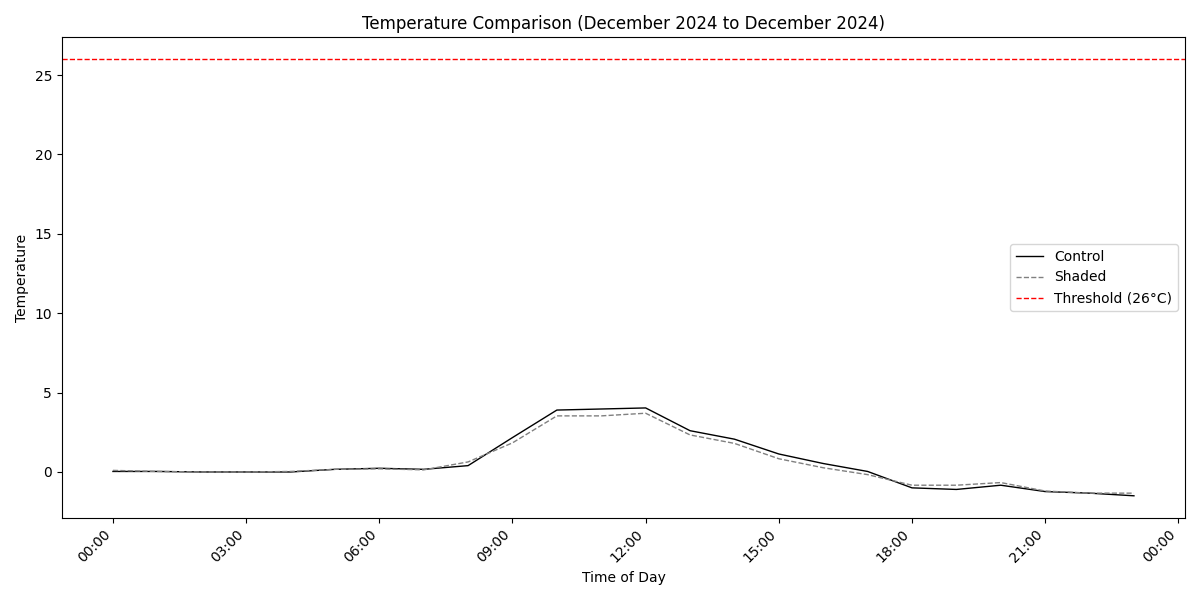 Temperature Comparison (December 2024 to December 2024)
Temperature
25
20
15
10
5
0
Control
Shaded
Threshold (26°C)
00:00
03:00
06:00
09:00
12:00
15:00
18:00
21:00
00:00
Time of Day